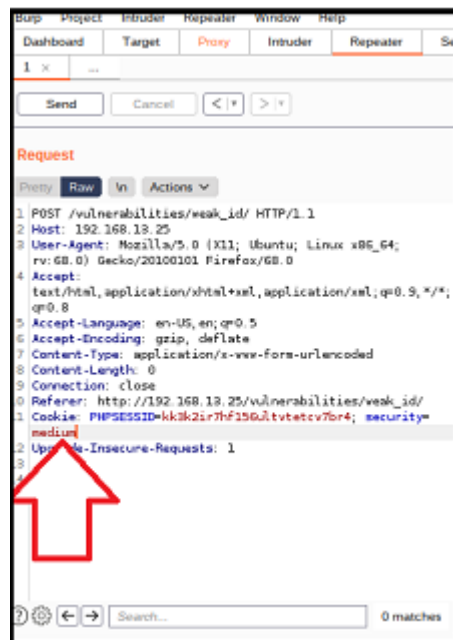 Burp Project Intruder Repeater Window Help
Dashboard Target Proxy Intruder Repeater
1 × ...
Send Cancel < | ▾ > | ▾
Request
Pretty Raw \n Actions
1 POST /vulnerabilities/weak_id/ HTTP/1.1
2 Host: 192.168.13.25
3 User-Agent: Mozilla/5.0 (X11; Ubuntu; Linux x86_64;
rv:68.0) Gecko/20100101 Firefox/68.0
4 Accept:
text/html,application/xhtml+xml,application/xml;q=0.9,*/*;
q=0.8
5 Accept-Language: en-US,en;q=0.5
6 Accept-Encoding: gzip, deflate
7 Content-Type: application/x-www-form-urlencoded
8 Content-Length: 0
9 Connection: close
0 Referer: http://192.168.13.25/vulnerabilities/weak_id/
1 Cookie: PHPSESSID=kk3k2ir7hf156ultvtetcv7br4; security=
medium
2 Upgrade-Insecure-Requests: 1
3
? ← → Search... 0 matches